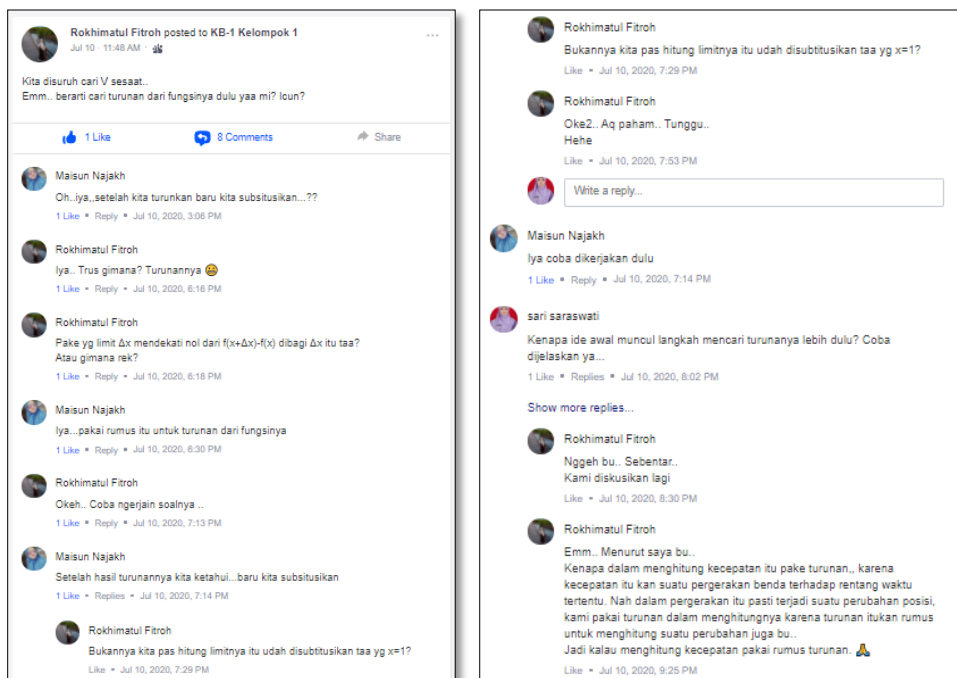 Rokhimatul Fitroh posted to KB-1 Kelompok 1
Jul 10 · 11:48 AM ·
Kita disuruh cari V sesaat..
Emm.. berarti cari turunan dari fungsinya dulu yaa mi? Icun?
1 Like
8 Comments
Share
Maisun Najakh
Oh..iya,,setelah kita turunkan baru kita subsitusikan...??
1 Like • Reply • Jul 10, 2020, 3:06 PM
Rokhimatul Fitroh
Iya.. Trus gimana? Turunannya 😄
1 Like • Reply • Jul 10, 2020, 6:16 PM
Rokhimatul Fitroh
Pake yg limit Δx mendekati nol dari f(x+Δx)-f(x) dibagi Δx itu taa?
Atau gimana rek?
1 Like • Reply • Jul 10, 2020, 6:18 PM
Maisun Najakh
Iya...pakai rumus itu untuk turunan dari fungsinya
1 Like • Reply • Jul 10, 2020, 6:30 PM
Rokhimatul Fitroh
Okeh.. Coba ngerjain soalnya ..
1 Like • Reply • Jul 10, 2020, 7:13 PM
Maisun Najakh
Setelah hasil turunannya kita ketahui...baru kita subsitusikan
1 Like • Replies • Jul 10, 2020, 7:14 PM
Rokhimatul Fitroh
Bukannya kita pas hitung limitnya itu udah disubtitusikan taa yg x=1?
Like • Jul 10, 2020, 7:29 PM
Rokhimatul Fitroh
Bukannya kita pas hitung limitnya itu udah disubtitusikan taa yg x=1?
Like • Jul 10, 2020, 7:29 PM
Rokhimatul Fitroh
Oke2.. Aq paham.. Tunggu..
Hehe
Like • Jul 10, 2020, 7:53 PM
Write a reply...
Maisun Najakh
Iya coba dikerjakan dulu
1 Like • Reply • Jul 10, 2020, 7:14 PM
sari saraswati
Kenapa ide awal muncul langkah mencari turunanya lebih dulu? Coba
dijelaskan ya...
1 Like • Replies • Jul 10, 2020, 8:02 PM
Show more replies...
Rokhimatul Fitroh
Nggeh bu.. Sebentar..
Kami diskusikan lagi
Like • Jul 10, 2020, 8:30 PM
Rokhimatul Fitroh
Emm.. Menurut saya bu..
Kenapa dalam menghitung kecepatan itu pake turunan,, karena
kecepatan itu kan suatu pergerakan benda terhadap rentang waktu
tertentu. Nah dalam pergerakan itu pasti terjadi suatu perubahan posisi,
kami pakai turunan dalam menghitungnya karena turunan itukan rumus
untuk menghitung suatu perubahan juga bu..
Jadi kalau menghitung kecepatan pakai rumus turunan. 🙏
Like • Jul 10, 2020, 9:25 PM